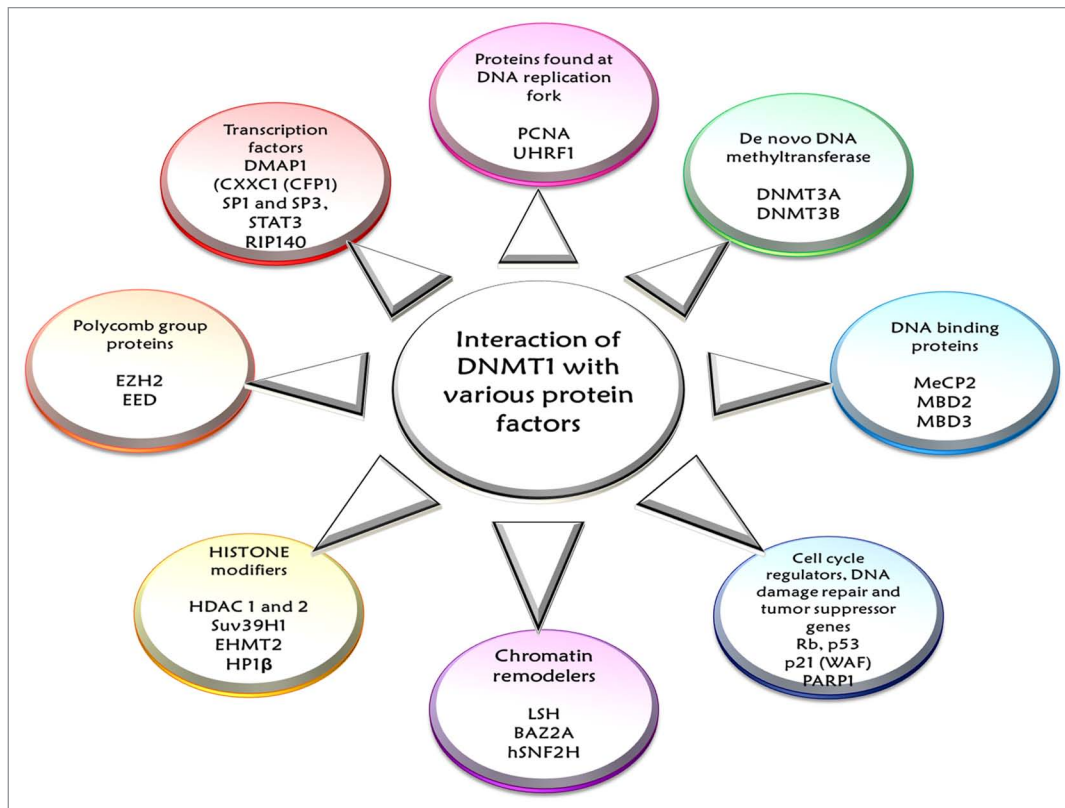 Proteins found at
DNA replication
fork
PCNA
UHRF1
Transcription
factors
DMAP1
(CXXC1 (CFP1)
SP1 and SP3,
STAT3
RIP140
De novo DNA
methyltransferase
DNMT3A
DNMT3B
Polycomb group
proteins
EZH2
EED
Interaction of
DNMT1 with
various protein
factors
DNA binding
proteins
MeCP2
MBD2
MBD3
HISTONE
modifiers
HDAC 1 and 2
Suv39H1
EHMT2
HP1β
Chromatin
remodelers
LSH
BAZ2A
hSNF2H
Cell cycle
regulators, DNA
damage repair and
tumor suppressor
genes
Rb, p53
p21 (WAF)
PARP1